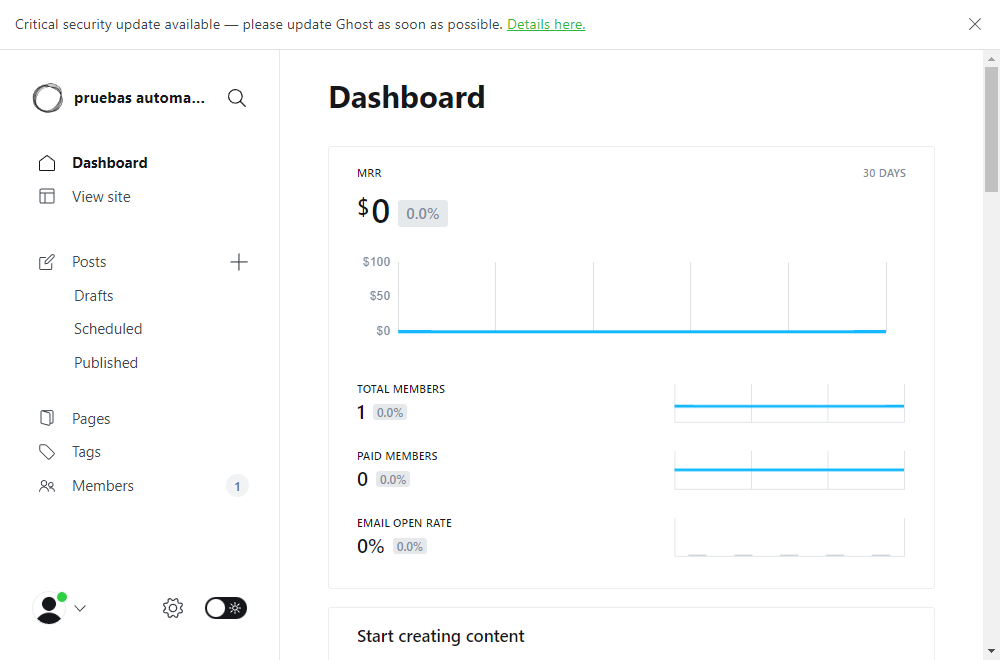 Critical security update available — please update Ghost as soon as possible. Details here.
pruebas automa...
Dashboard
View site
Posts
Drafts
Scheduled
Published
Pages
Tags
Members 1
Dashboard
MRR 30 DAYS
$0 0.0%
$100
$50
$0
TOTAL MEMBERS
1 0.0%
PAID MEMBERS
0 0.0%
EMAIL OPEN RATE
0% 0.0%
Start creating content